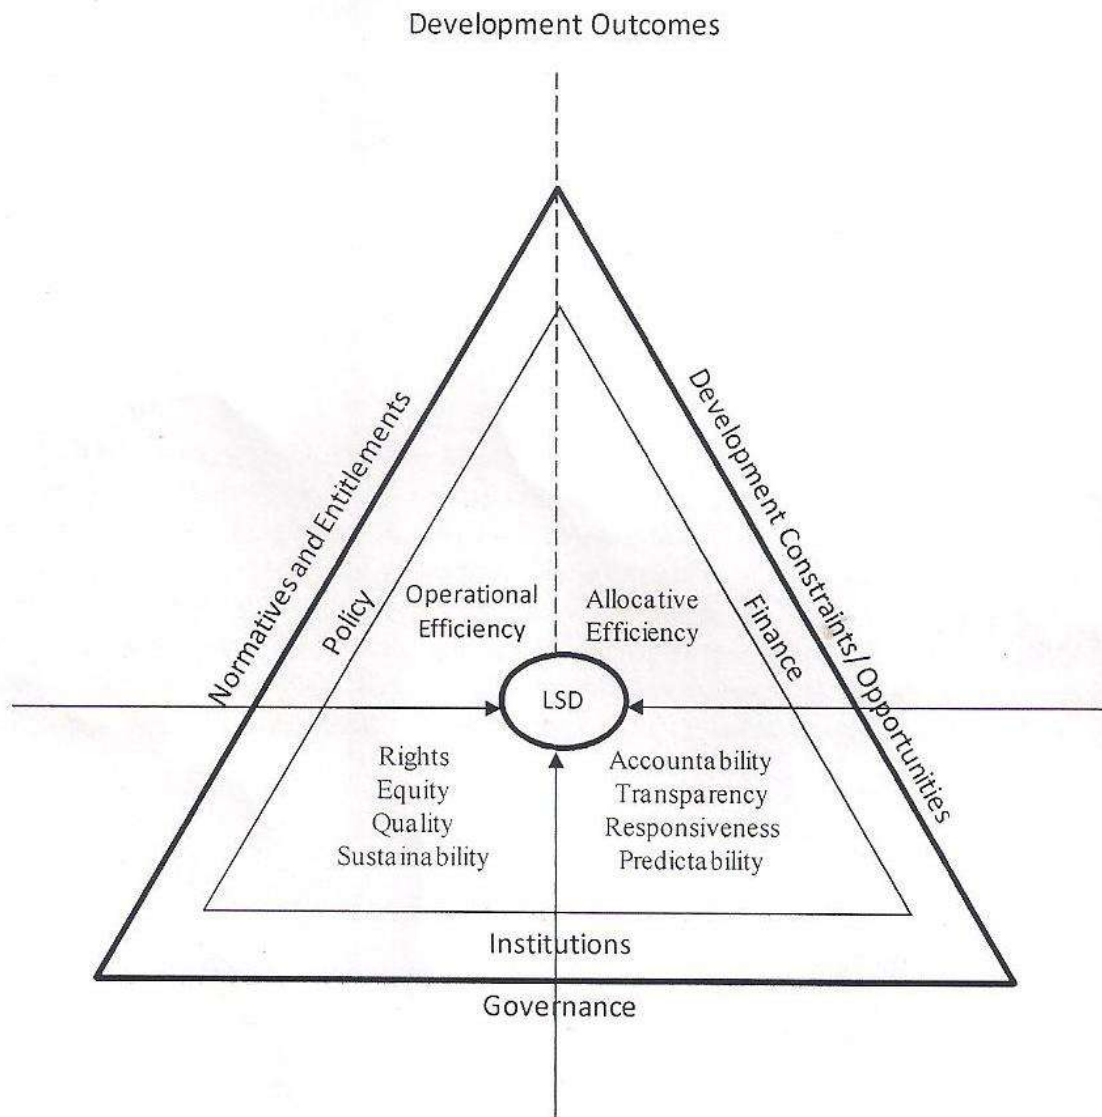 Development Outcomes
Normatives and Entitlements
Development Constraints/ Opportunities
Policy
Finance
Operational
Efficiency
Allocative
Efficiency
LSD
Rights
Equity
Quality
Sustainability
Accountability
Transparency
Responsiveness
Predictability
Institutions
Governance